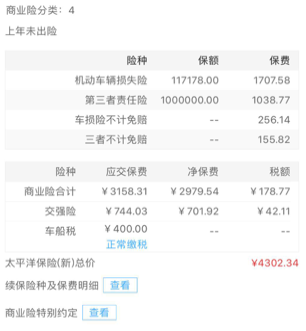 商业险分类：4
上年未出险
险种 保额 保费
机动车辆损失险 117178.00 1707.58
第三者责任险 1000000.00 1038.77
车损险不计免赔 -- 256.14
三者不计免赔 -- 155.82
险种 应交保费 净保费 税额
商业险合计 ￥3158.31 ￥2979.54 ￥178.77
交强险 ￥744.03 ￥701.92 ￥42.11
车船税 ￥400.00 -- --
正常缴税
太平洋保险(新)总价 ¥4302.34
续保险种及保费明细 查看
商业险特别约定 查看